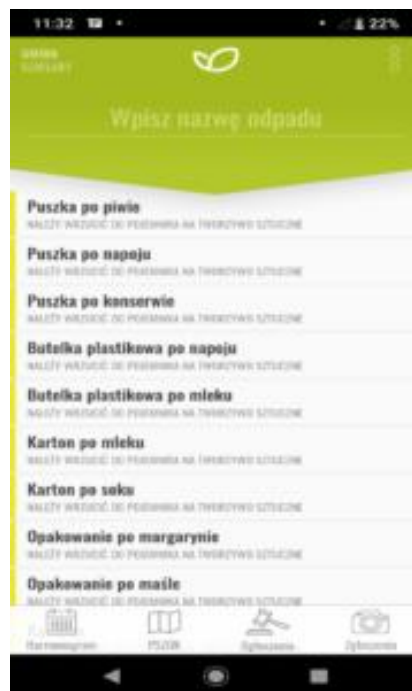 11:32
22%
GMINA
Wpisz nazwę odpadu
Puszka po piwie
NALEŻY WRZUCIĆ DO POJEMNIKA NA TWORZYWO SZTUCZNE
Puszka po napoju
NALEŻY WRZUCIĆ DO POJEMNIKA NA TWORZYWO SZTUCZNE
Puszka po konserwie
NALEŻY WRZUCIĆ DO POJEMNIKA NA TWORZYWO SZTUCZNE
Butelka plastikowa po napoju
NALEŻY WRZUCIĆ DO POJEMNIKA NA TWORZYWO SZTUCZNE
Butelka plastikowa po mleku
NALEŻY WRZUCIĆ DO POJEMNIKA NA TWORZYWO SZTUCZNE
Karton po mleku
NALEŻY WRZUCIĆ DO POJEMNIKA NA TWORZYWO SZTUCZNE
Karton po soku
NALEŻY WRZUCIĆ DO POJEMNIKA NA TWORZYWO SZTUCZNE
Opakowanie po margarynie
NALEŻY WRZUCIĆ DO POJEMNIKA NA TWORZYWO SZTUCZNE
Opakowanie po maśle
NALEŻY WRZUCIĆ DO POJEMNIKA NA TWORZYWO SZTUCZNE
Harmonogram PSZOK Ogłoszenia Zgłoszenia